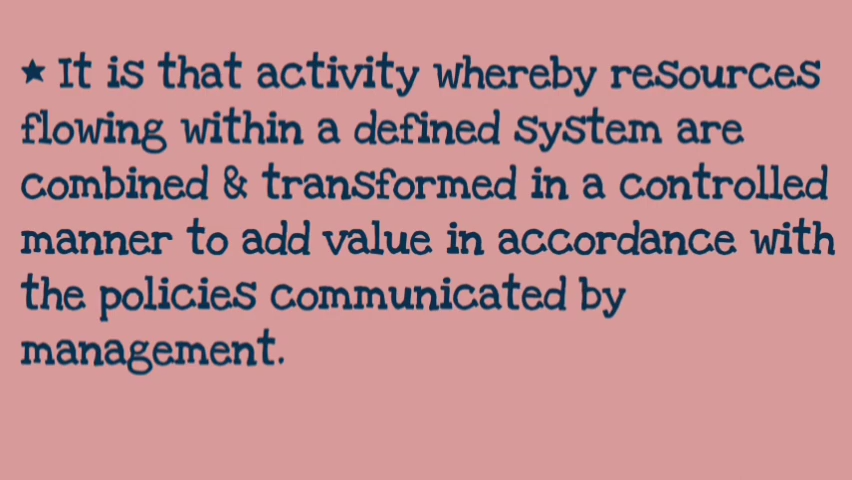 ★ It is that activity whereby resources
flowing within a defined system are
combined & transformed in a controlled
manner to add value in accordance with
the policies communicated by
management.